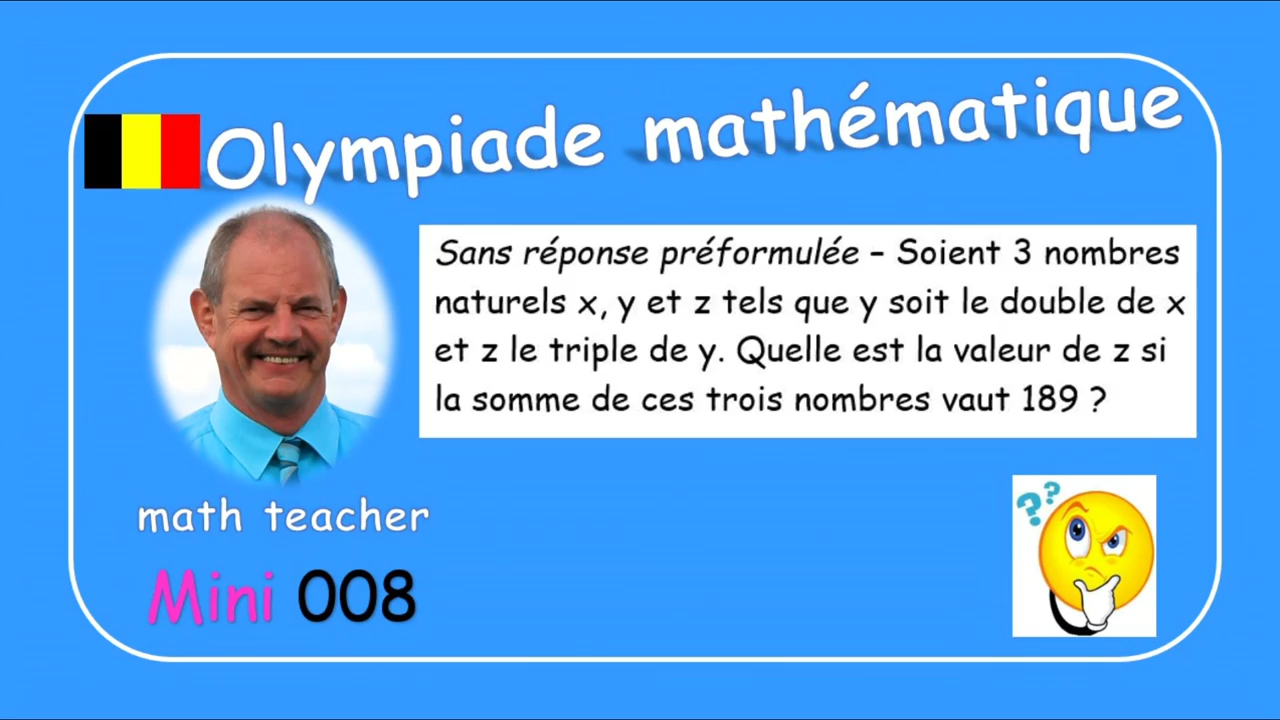 Olympiade mathématique
Sans réponse préformulée – Soient 3 nombres
naturels x, y et z tels que y soit le double de x
et z le triple de y. Quelle est la valeur de z si
la somme de ces trois nombres vaut 189 ?
??
math teacher
Mini 008